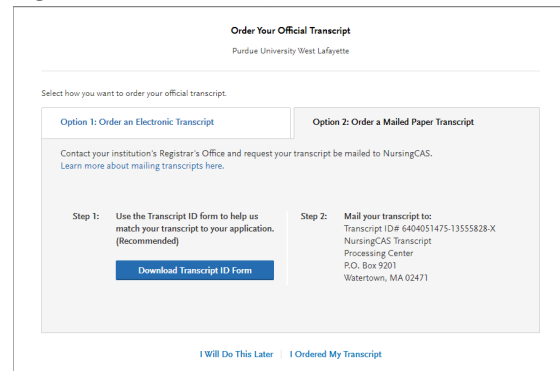 Order Your Official Transcript
Purdue University West Lafayette
Select how you want to order your official transcript.
Option 1: Order an Electronic Transcript
Option 2: Order a Mailed Paper Transcript
Contact your institution's Registrar's Office and request your transcript be mailed to NursingCAS.
Learn more about mailing transcripts here.
Step 1:
Use the Transcript ID form to help us
match your transcript to your application.
(Recommended)
Download Transcript ID Form
Step 2:
Mail your transcript to:
Transcript ID# 6404051475-13555828-X
NursingCAS Transcript
Processing Center
P.O. Box 9201
Watertown, MA 02471
I Will Do This Later
I Ordered My Transcript